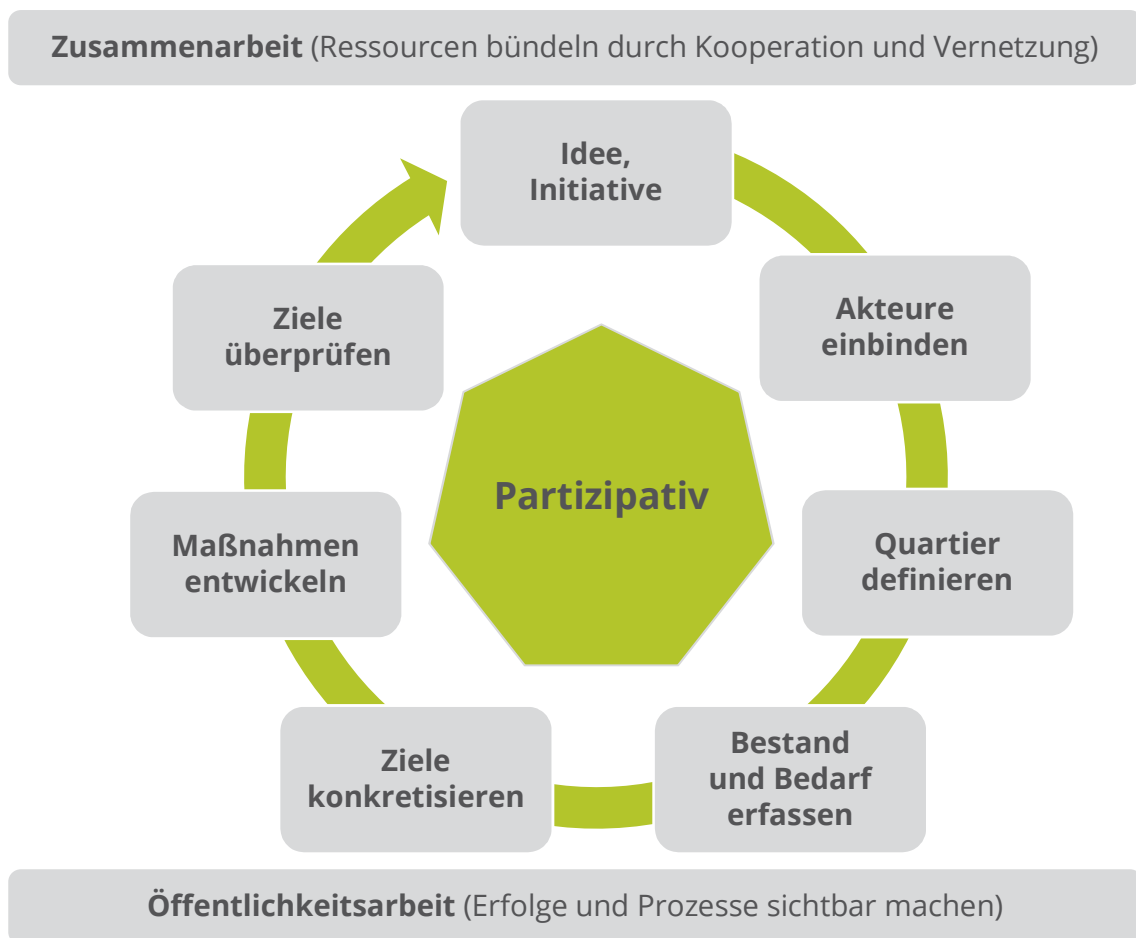 Zusammenarbeit (Ressourcen bündeln durch Kooperation und Vernetzung)
Idee,
Initiative
Akteure
einbinden
Quartier
definieren
Bestand
und Bedarf
erfassen
Ziele
konkretisieren
Maßnahmen
entwickeln
Ziele
überprüfen
Partizipativ
Öffentlichkeitsarbeit (Erfolge und Prozesse sichtbar machen)